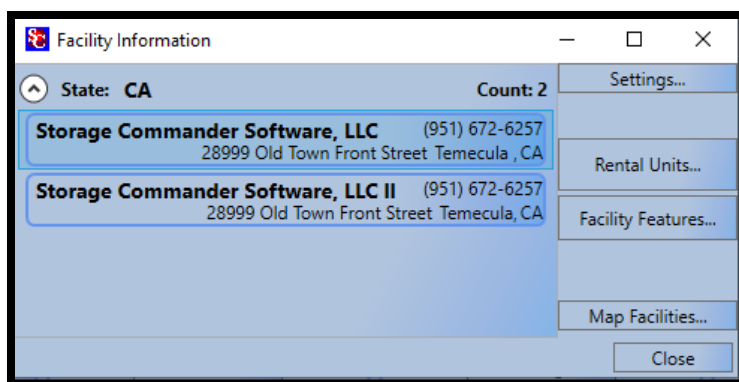 Facility Information
State: CA Count: 2
Storage Commander Software, LLC (951) 672-6257
28999 Old Town Front Street Temecula , CA
Storage Commander Software, LLC II (951) 672-6257
28999 Old Town Front Street Temecula, CA
Settings...
Rental Units...
Facility Features...
Map Facilities...
Close